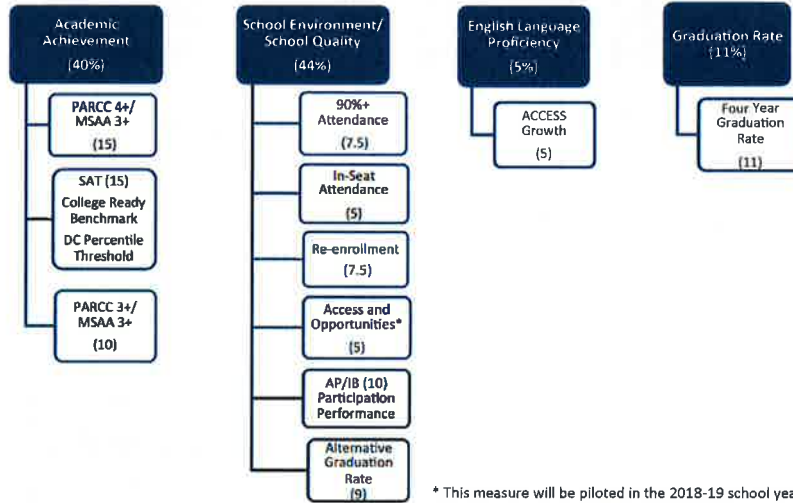 Academic
Achievement
(40%)
PARCC 4+/
MSAA 3+
(15)
SAT (15)
College Ready
Benchmark
DC Percentile
Threshold
PARCC 3+/
MSAA 3+
(10)
School Environment/
School Quality
(44%)
90%+
Attendance
(7.5)
In-Seat
Attendance
(5)
Re-enrollment
(7.5)
Access and
Opportunities*
(5)
AP/IB (10)
Participation
Performance
Alternative
Graduation
Rate
(9)
English Language
Proficiency
(5%)
ACCESS
Growth
(5)
Graduation Rate
(11%)
Four Year
Graduation
Rate
(11)
* This measure will be piloted in the 2018-19 school yea